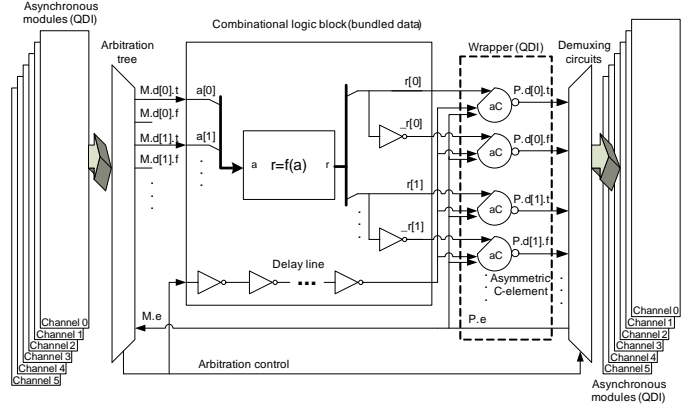 Asynchronous
modules (QDI)
Arbitration
tree
Combinational logic block (bundled data)
Wrapper (QDI)
Demuxing
circuits
M.d[0].t
M.d[0].f
M.d[1].t
M.d[1].f
a[0]
a[1]
a
r=f(a)
r
r[0]
_r[0]
r[1]
_r[1]
aC
aC
aC
aC
P.d[0].t
P.d[0].f
P.d[1].t
P.d[1].f
Delay line
Asymmetric
C-element
M.e
P.e
Arbitration control
Channel 0
Channel 1
Channel 2
Channel 3
Channel 4
Channel 5
Channel 0
Channel 1
Channel 2
Channel 3
Channel 4
Channel 5
Asynchronous
modules (QDI)